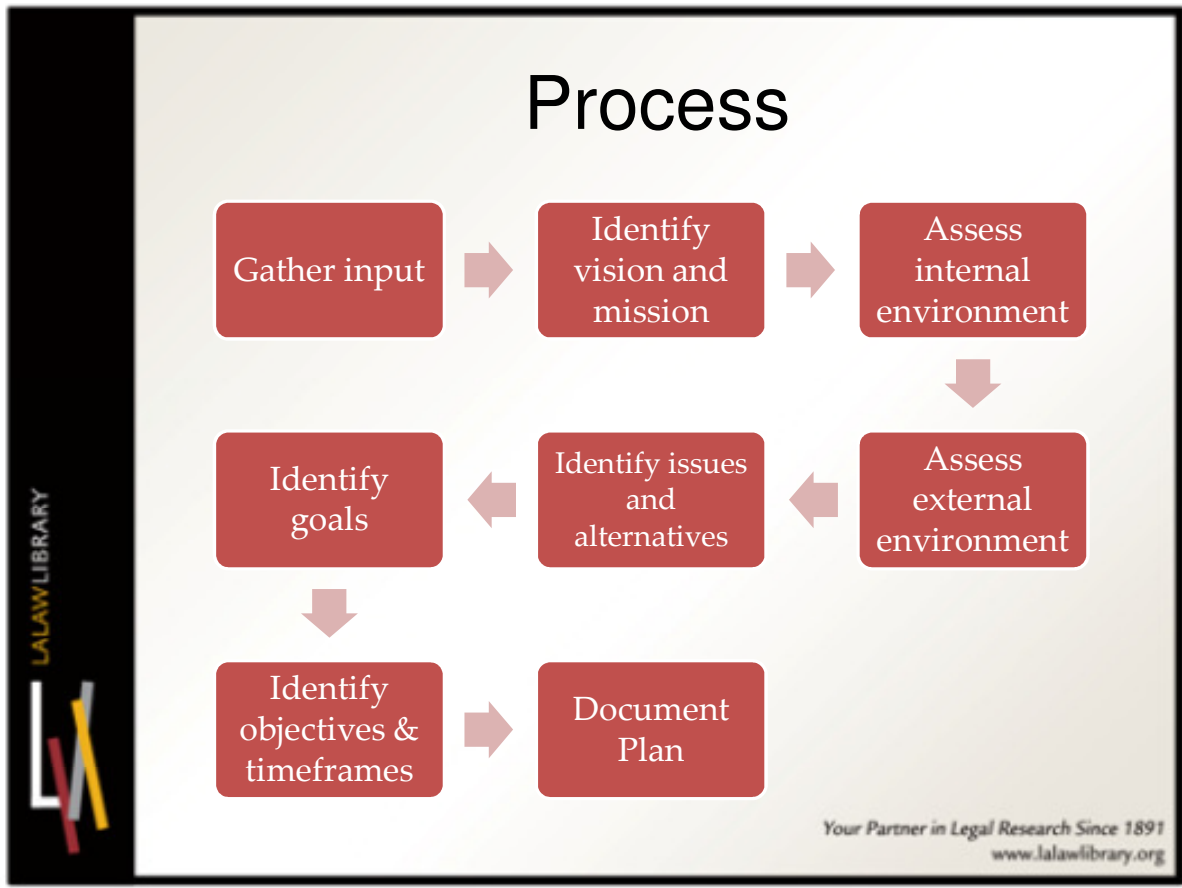 Process
Gather input
Identify
vision and
mission
Assess
internal
environment
Assess
external
environment
Identify issues
and
alternatives
Identify
goals
Identify
objectives &
timeframes
Document
Plan
LALAWLIBRARY
Your Partner in Legal Research Since 1891
www.lalawlibrary.org